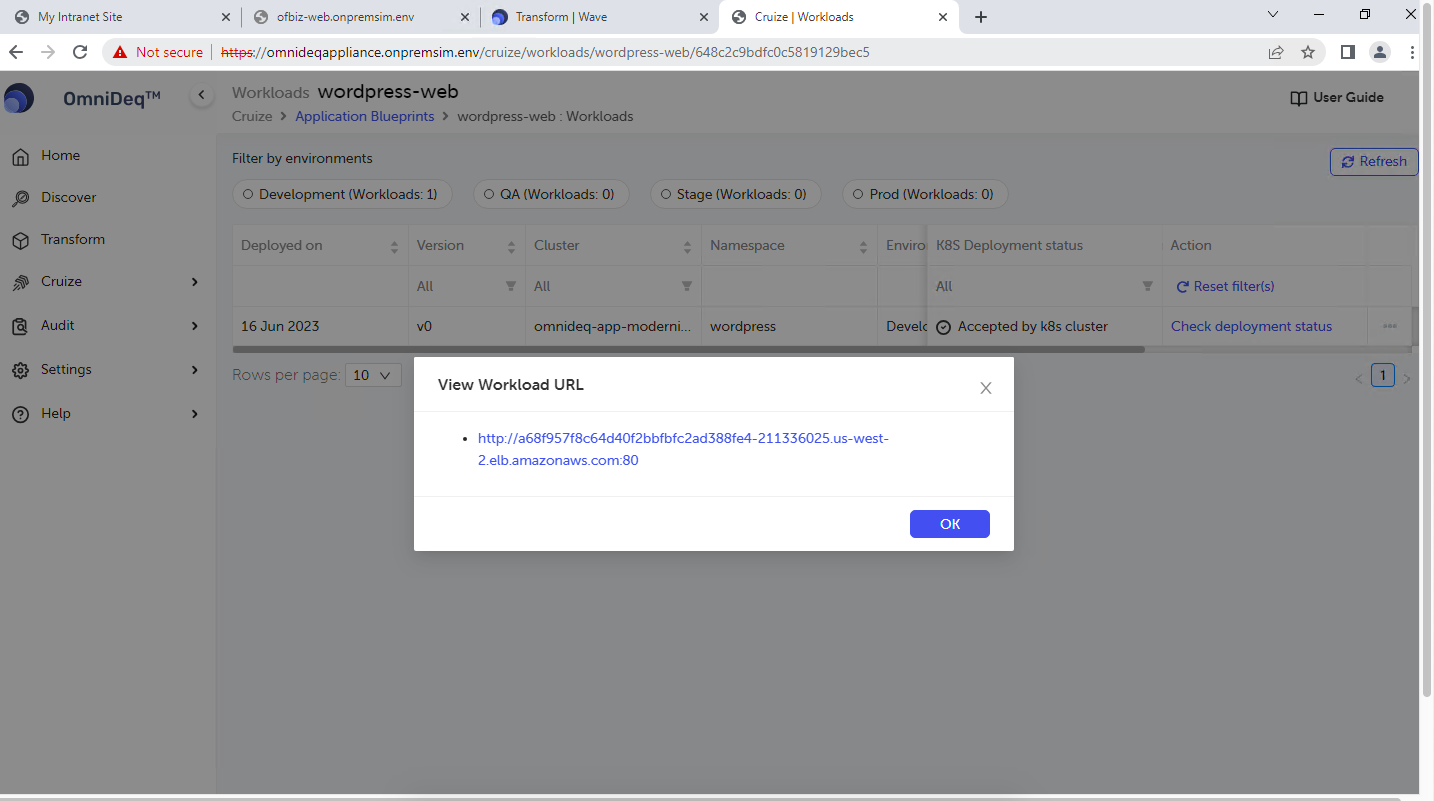 My Intranet Site
ofbiz-web.onpremsim.env
Transform | Wave
Cruize | Workloads
Not secure
https://omnideqappliance.onpremsim.env/cruize/workloads/wordpress-web/648c2c9bdfc0c5819129bec5
OmniDeq™
Workloads wordpress-web
User Guide
Cruize > Application Blueprints > wordpress-web : Workloads
Home
Discover
Transform
Cruize
Audit
Settings
Help
Filter by environments
Refresh
Development (Workloads: 1)
QA (Workloads: 0)
Stage (Workloads: 0)
Prod (Workloads: 0)
Deployed on Version Cluster Namespace Enviro K8S Deployment status Action
All All All Reset filter(s)
16 Jun 2023 v0 omnideq-app-moderni... wordpress Develo Accepted by k8s cluster Check deployment status
Rows per page: 10
< 1 >
View Workload URL
http://a68f957f8c64d40f2bbfbfc2ad388fe4-211336025.us-west-
2.elb.amazonaws.com:80
OK